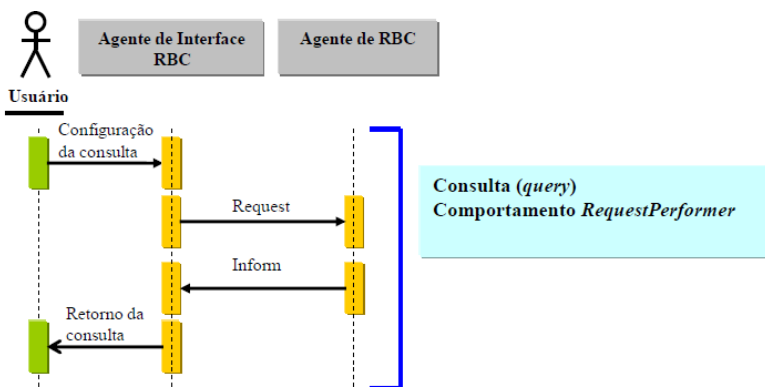 Agente de Interface
RBC
Agente de RBC
Usuário
Configuração
da consulta
Request
Inform
Retorno da
consulta
Consulta (query)
Comportamento RequestPerformer